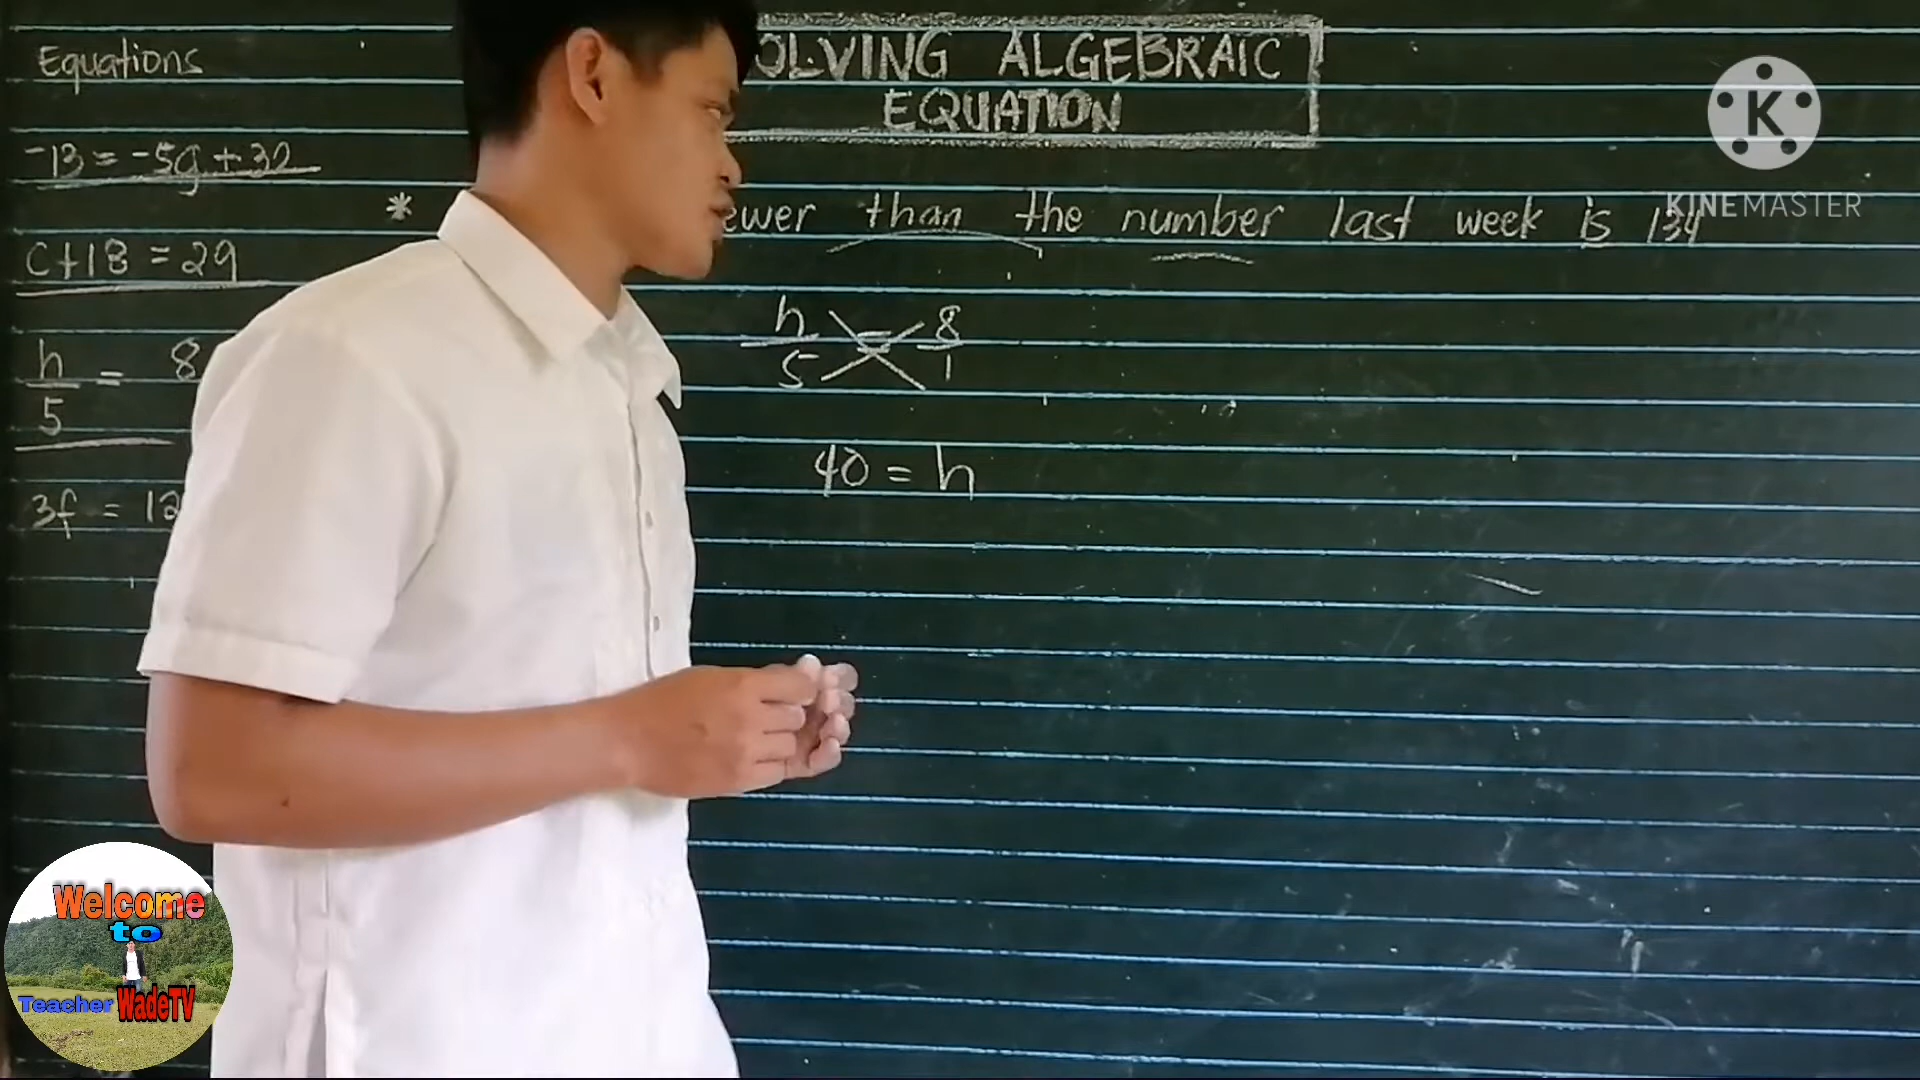 Equations
OLVING ALGEBRAIC
EQUATION
-13 = -5g + 32
* ewer than the number last week is 134
c + 18 = 29
h/5 = 8
3f = 12
h/5 = 8/1
40 = h
K
KINEMASTER
Welcome
to
Teacher WadeTV